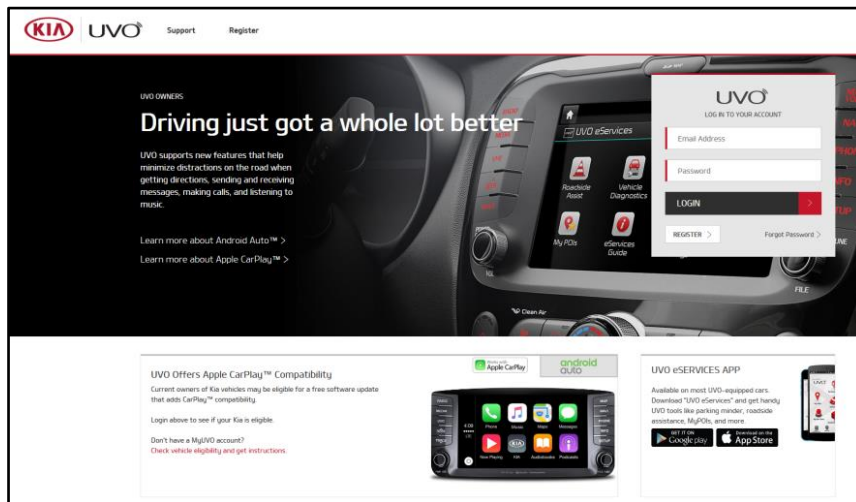 KIA UVO Support Register
UVO OWNERS
Driving just got a whole lot better
UVO supports new features that help
minimize distractions on the road when
getting directions, sending and receiving
messages, making calls, and listening to
music.
Learn more about Android Auto™ >
Learn more about Apple CarPlay™ >
UVO eServices
Roadside
Assist
Vehicle
Diagnostics
My POIs
eServices
Guide
Clean Air
FILE
UVO
LOG IN TO YOUR ACCOUNT
Email Address
Password
LOGIN >
REGISTER > Forgot Password >
UVO Offers Apple CarPlay™ Compatibility
Current owners of Kia vehicles may be eligible for a free software update
that adds CarPlay™ compatibility.
Login above to see if your Kia is eligible.
Don't have a MyUVO account?
Check vehicle eligibility and get instructions.
Works with
Apple CarPlay
android
auto
Phone Music Maps Messages
Now Playing KIA Audiobooks Podcasts
UVO eSERVICES APP
Available on most UVO-equipped cars.
Download "UVO eServices" and get handy
UVO tools like parking minder, roadside
assistance, MyPOIs, and more.
GET IT ON
Google play
Download on the
App Store